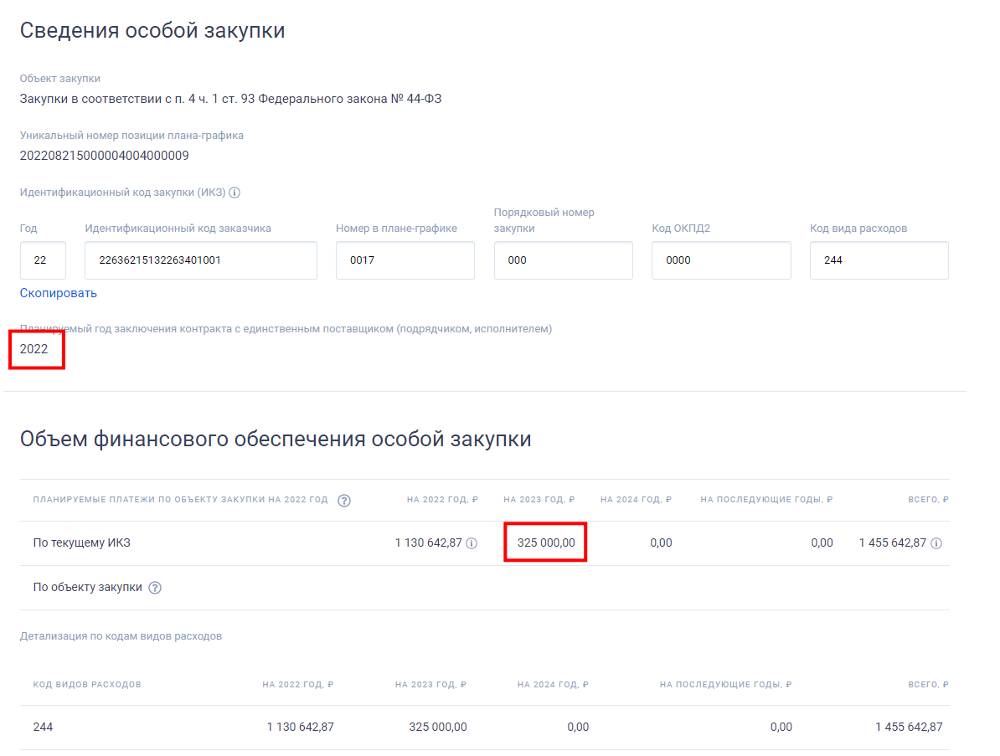 Сведения особой закупки
Объект закупки
Закупки в соответствии с п. 4 ч. 1 ст. 93 Федерального закона № 44-ФЗ
Уникальный номер позиции плана-графика
202208215000004004000009
Идентификационный код закупки (ИКЗ)
Год
Идентификационный код заказчика
Номер в плане-графике
Порядковый номер
закупки
Код ОКПД2
Код вида расходов
22
22636215132263401001
0017
000
0000
244
Скопировать
Планируемый год заключения контракта с единственным поставщиком (подрядчиком, исполнителем)
2022
Объем финансового обеспечения особой закупки
ПЛАНИРУЕМЫЕ ПЛАТЕЖИ ПО ОБЪЕКТУ ЗАКУПКИ НА 2022 ГОД НА 2022 ГОД, ₽ НА 2023 ГОД, ₽ НА 2024 ГОД, ₽ НА ПОСЛЕДУЮЩИЕ ГОДЫ, ₽ ВСЕГО, ₽
По текущему ИКЗ 1 130 642,87 325 000,00 0,00 0,00 1 455 642,87
По объекту закупки
Детализация по кодам видов расходов
КОД ВИДОВ РАСХОДОВ НА 2022 ГОД, ₽ НА 2023 ГОД, ₽ НА 2024 ГОД, ₽ НА ПОСЛЕДУЮЩИЕ ГОДЫ, ₽ ВСЕГО, ₽
244 1 130 642,87 325 000,00 0,00 0,00 1 455 642,87